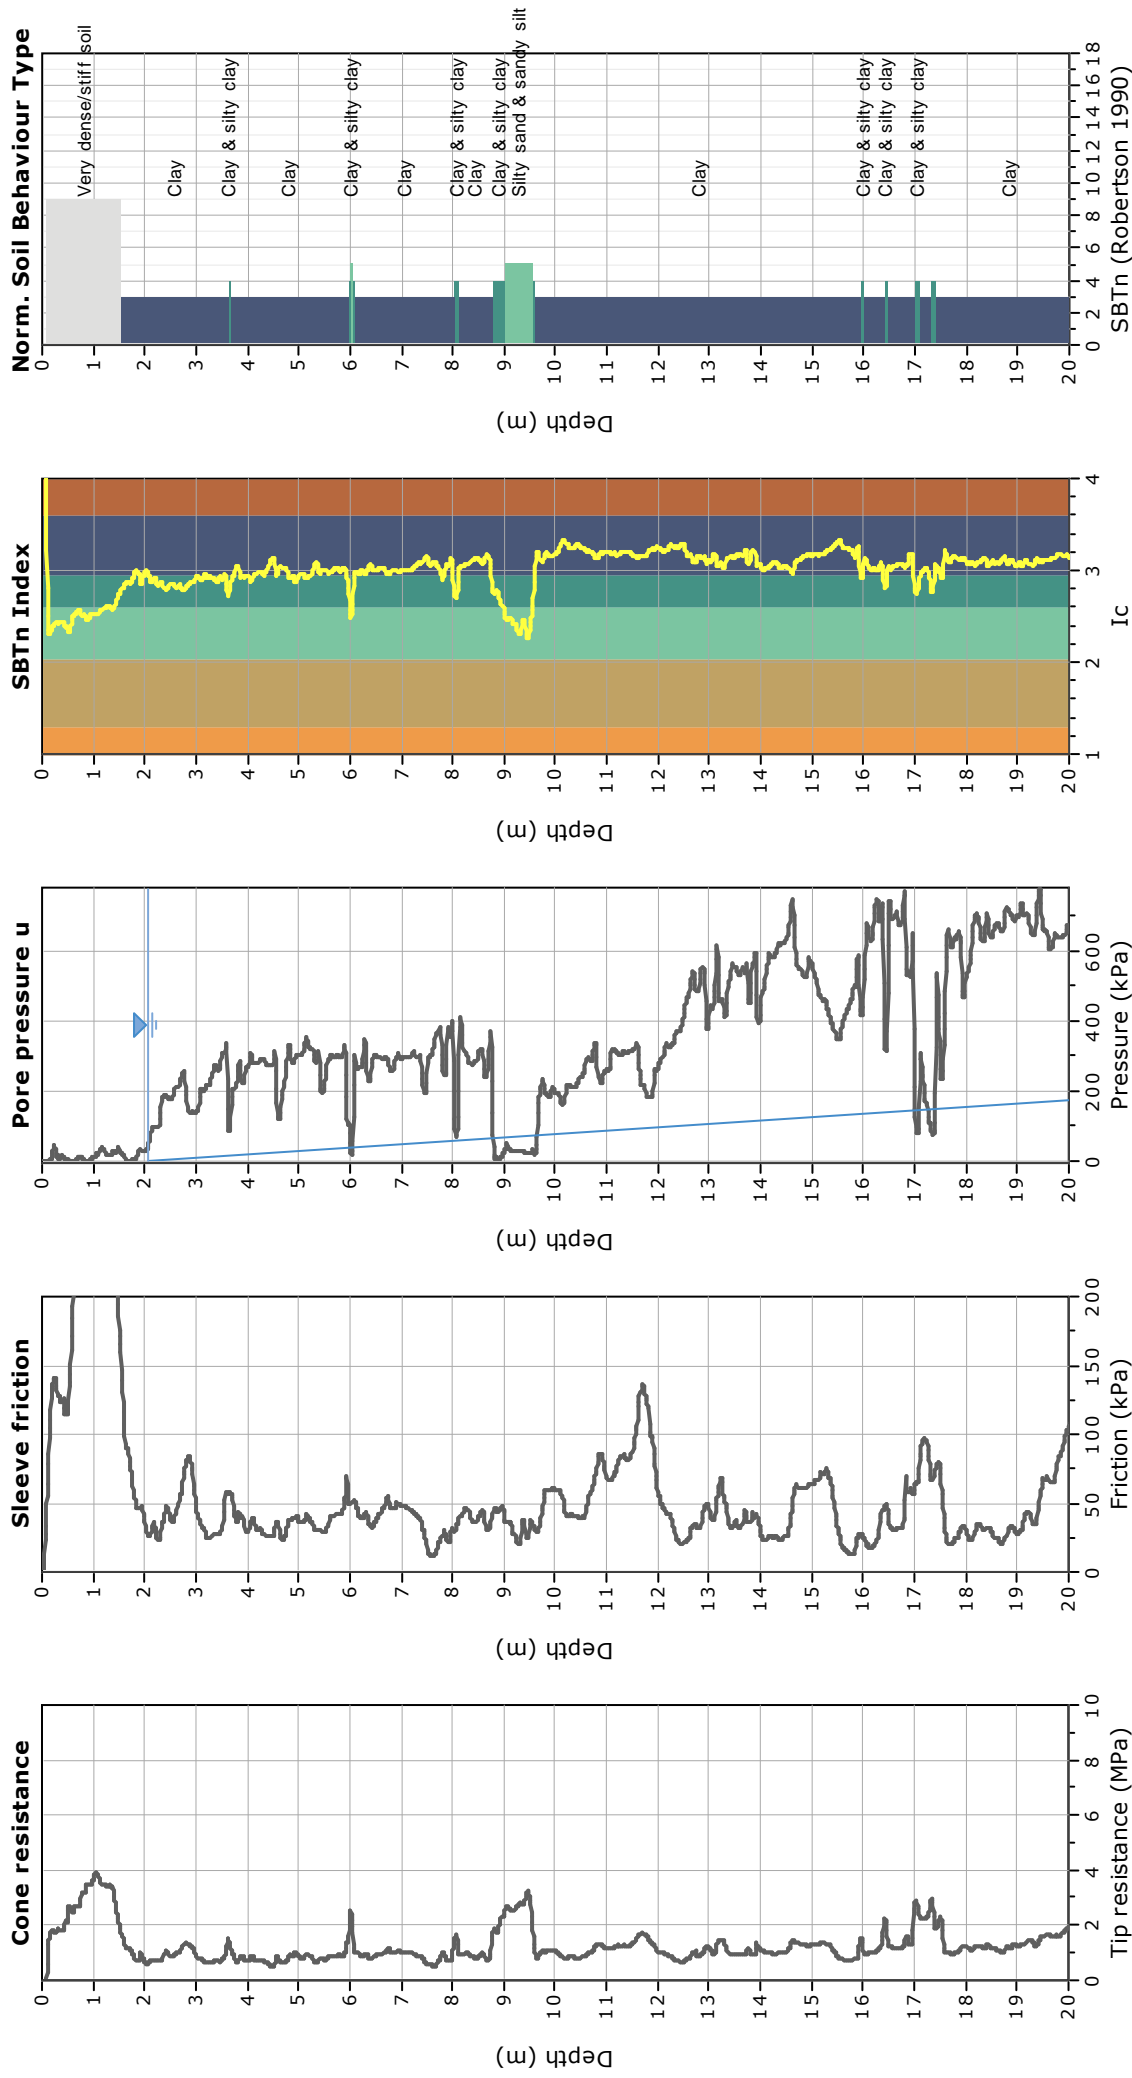 Cone resistance
Depth (m)
0 1 2 3 4 5 6 7 8 9 10 11 12 13 14 15 16 17 18 19 20
0 2 4 6 8 10
Tip resistance (MPa)
Sleeve friction
Depth (m)
0 1 2 3 4 5 6 7 8 9 10 11 12 13 14 15 16 17 18 19 20
0 50 100 150 200
Friction (kPa)
Pore pressure u
Depth (m)
0 1 2 3 4 5 6 7 8 9 10 11 12 13 14 15 16 17 18 19 20
0 200 400 600
Pressure (kPa)
SBTn Index
Depth (m)
0 1 2 3 4 5 6 7 8 9 10 11 12 13 14 15 16 17 18 19 20
1 2 3 4
Ic
Norm. Soil Behaviour Type
Depth (m)
0 1 2 3 4 5 6 7 8 9 10 11 12 13 14 15 16 17 18 19 20
Very dense/stiff soil
Clay
Clay & silty clay
Clay
Clay & silty clay
Clay
Clay & silty clay
Clay
Clay & silty clay
Silty sand & sandy silt
Clay
Clay & silty clay
Clay & silty clay
Clay & silty clay
Clay
0 2 4 6 8 10 12 14 16 18
SBTn (Robertson 1990)